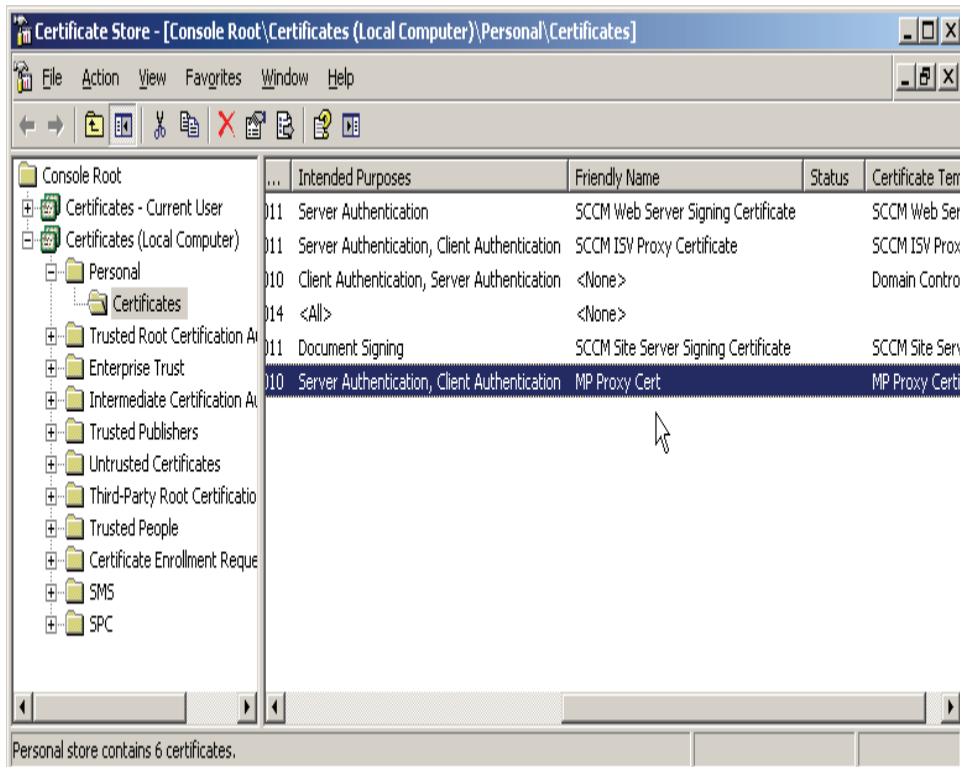 Certificate Store - [Console Root\Certificates (Local Computer)\Personal\Certificates]
File Action View Favorites Window Help
Console Root
Certificates - Current User
Certificates (Local Computer)
Personal
Certificates
Trusted Root Certification A
Enterprise Trust
Intermediate Certification A
Trusted Publishers
Untrusted Certificates
Third-Party Root Certificatio
Trusted People
Certificate Enrollment Reque
SMS
SPC
... Intended Purposes Friendly Name Status Certificate Tem
011 Server Authentication SCCM Web Server Signing Certificate SCCM Web Ser
011 Server Authentication, Client Authentication SCCM ISV Proxy Certificate SCCM ISV Prox
010 Client Authentication, Server Authentication <None> Domain Contro
014 <All> <None>
011 Document Signing SCCM Site Server Signing Certificate SCCM Site Serv
010 Server Authentication, Client Authentication MP Proxy Cert MP Proxy Certi
Personal store contains 6 certificates.